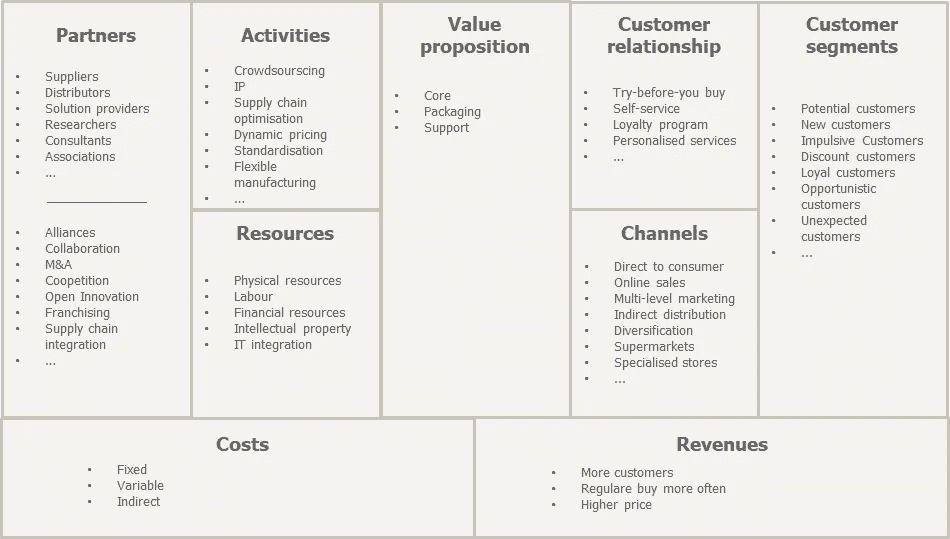 Partners
• Suppliers
• Distributors
• Solution providers
• Researchers
• Consultants
• Associations
• ...
• Alliances
• Collaboration
• M&A
• Coopetition
• Open Innovation
• Franchising
• Supply chain
integration
• ...
Activities
• Crowdsourscing
• IP
• Supply chain
optimisation
• Dynamic pricing
• Standardisation
• Flexible
manufacturing
• ...
Resources
• Physical resources
• Labour
• Financial resources
• Intellectual property
• IT integration
Value
proposition
• Core
• Packaging
• Support
Customer
relationship
• Try-before-you buy
• Self-service
• Loyalty program
• Personalised services
• ...
Channels
• Direct to consumer
• Online sales
• Multi-level marketing
• Indirect distribution
• Diversification
• Supermarkets
• Specialised stores
• ...
Customer
segments
• Potential customers
• New customers
• Impulsive Customers
• Discount customers
• Loyal customers
• Opportunistic
customers
• Unexpected
customers
• ...
Costs
• Fixed
• Variable
• Indirect
Revenues
• More customers
• Regulare buy more often
• Higher price